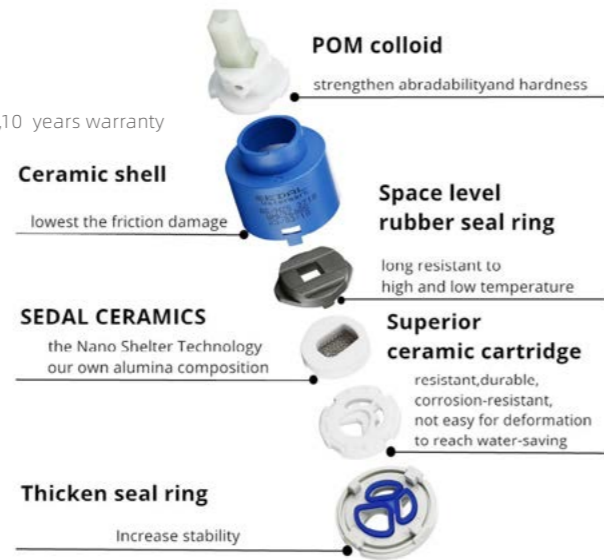 POM colloid
strengthen abradabilityand hardness
,10 years warranty
Ceramic shell
lowest the friction damage
SEDAL
Space level
rubber seal ring
long resistant to
high and low temperature
SEDAL CERAMICS
the Nano Shelter Technology
our own alumina composition
Superior
ceramic cartridge
resistant,durable,
corrosion-resistant,
not easy for deformation
to reach water-saving
Thicken seal ring
Increase stability